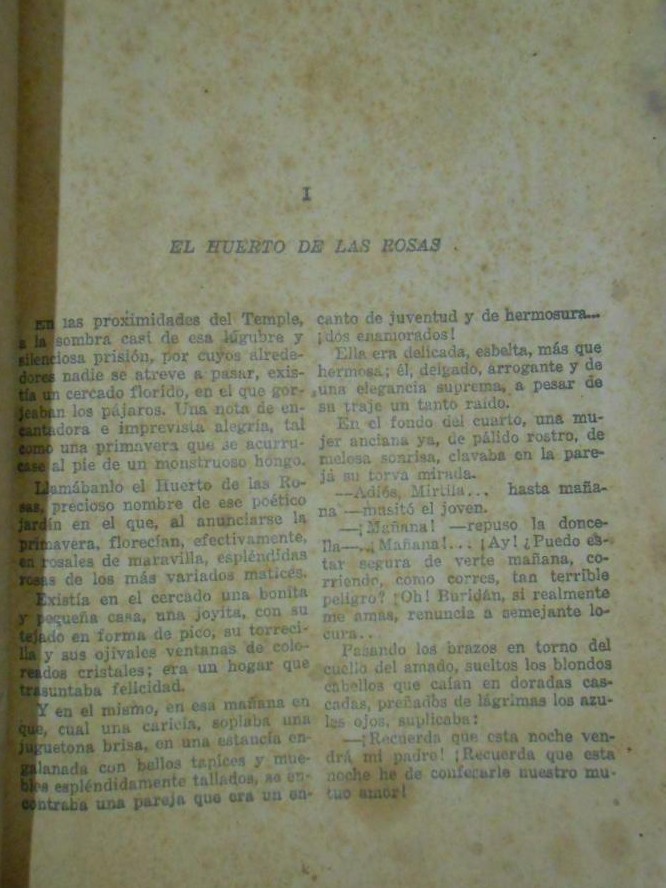 I
EL HUERTO DE LAS ROSAS
En las proximidades del Temple,
a la sombra casi de esa lúgubre y
silenciosa prisión, por cuyos alrede-
dores nadie se atreve a pasar, exis-
tía un cercado florido, en el que gor-
jeaban los pájaros. Una nota de en-
cantadora e imprevista alegría, tal
como una primavera que se acurru-
case al pie de un monstruoso hongo.
Llamábanlo el Huerto de las Ro-
sas, precioso nombre de ese poético
jardín en el que, al anunciarse la
primavera, florecían, efectivamente,
en rosales de maravilla, espléndidas
rosas de los más variados matices.
Existía en el cercado una bonita
y pequeña casa, una joyita, con su
tejado en forma de pico, su torreci-
lla y sus ojivales ventanas de colo-
reados cristales; era un hogar que
trasuntaba felicidad.
Y en el mismo, en esa mañana en
que, cual una caricia, soplaba una
juguetona brisa, en una estancia en-
galanada con bellos tapices y mue-
bles espléndidamente tallados, se en-
contraba una pareja que era un en-
canto de juventud y de hermosura...
¡dos enamorados!
Ella era delicada, esbelta, más que
hermosa; él, delgado, arrogante y de
una elegancia suprema, a pesar de
su traje un tanto raído.
En el fondo del cuarto, una mu-
jer anciana ya, de pálido rostro, de
melosa sonrisa, clavaba en la pare-
já su torva mirada.
—Adiós, Mirtila... hasta maña-
na —musitó el joven.
—¡Mañana! —repuso la donce-
lla—. ¡Mañana!... ¡Ay! ¿Puedo es-
tar segura de verte mañana, co-
rriendo, como corres, tan terrible
peligro? ¡Oh! Buridán, si realmente
me amas, renuncia a semejante lo-
cura..
Pasando los brazos en torno del
cuello del amado, sueltos los blondos
cabellos que caían en doradas cas-
cadas, preñados de lágrimas los azu-
les ojos, suplicaba:
—¡Recuerda que esta noche ven-
drá mi padre! ¡Recuerda que esta
noche he de confesarle nuestro mu-
tuo amor!